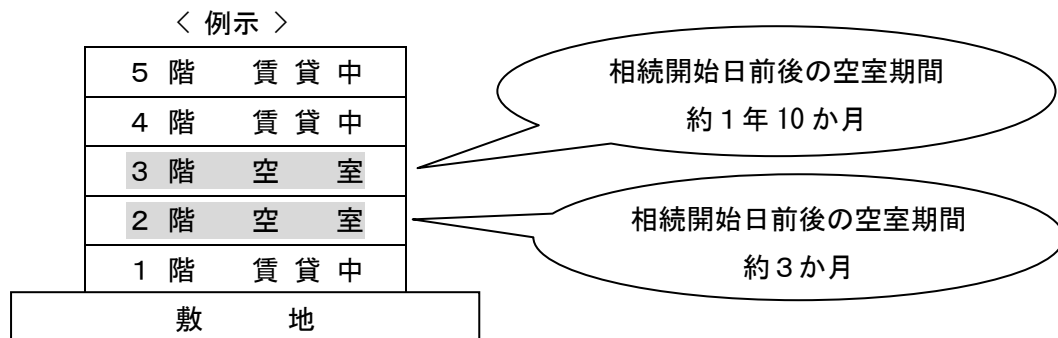 〈 例示 〉
5 階 賃 貸 中
4 階 賃 貸 中
3 階 空 室
2 階 空 室
1 階 賃 貸 中
敷 地
相続開始日前後の空室期間
約1年10か月
相続開始日前後の空室期間
約3か月